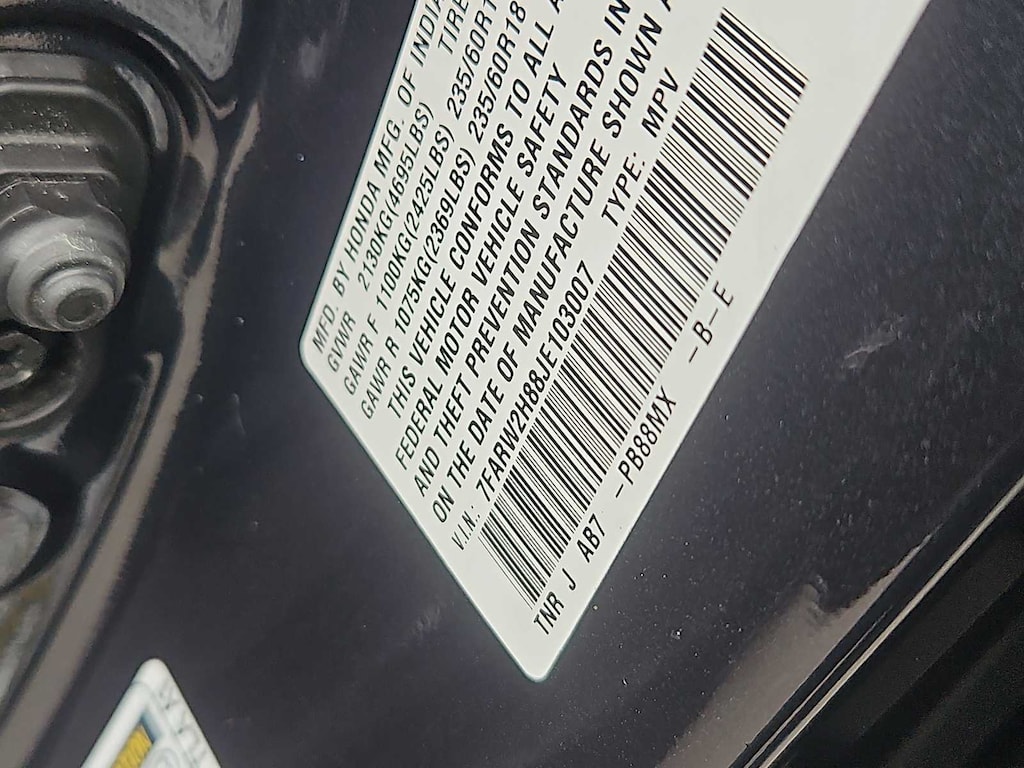 MFD. BY HONDA MFG. OF INDIA
GVWR 2130KG(4695LBS) TIRE
GAWR F 1100KG(2425LBS) 235/60R1
GAWR R 1075KG(2369LBS) 235/60R18
THIS VEHICLE CONFORMS TO ALL A
FEDERAL MOTOR VEHICLE SAFETY
AND THEFT PREVENTION STANDARDS IN
ON THE DATE OF MANUFACTURE SHOWN A
V.I.N.: 7FARW2H88JE103007 TYPE: MPV
TNR J AB7 -PB88MX -B-E